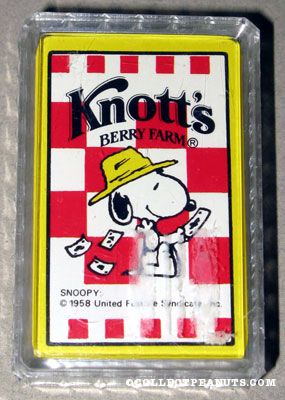 Knott's
BERRY FARM®
SNOOPY:
© 1958 United Feature Syndicate, Inc.
©COLLECTPEANUTS.COM